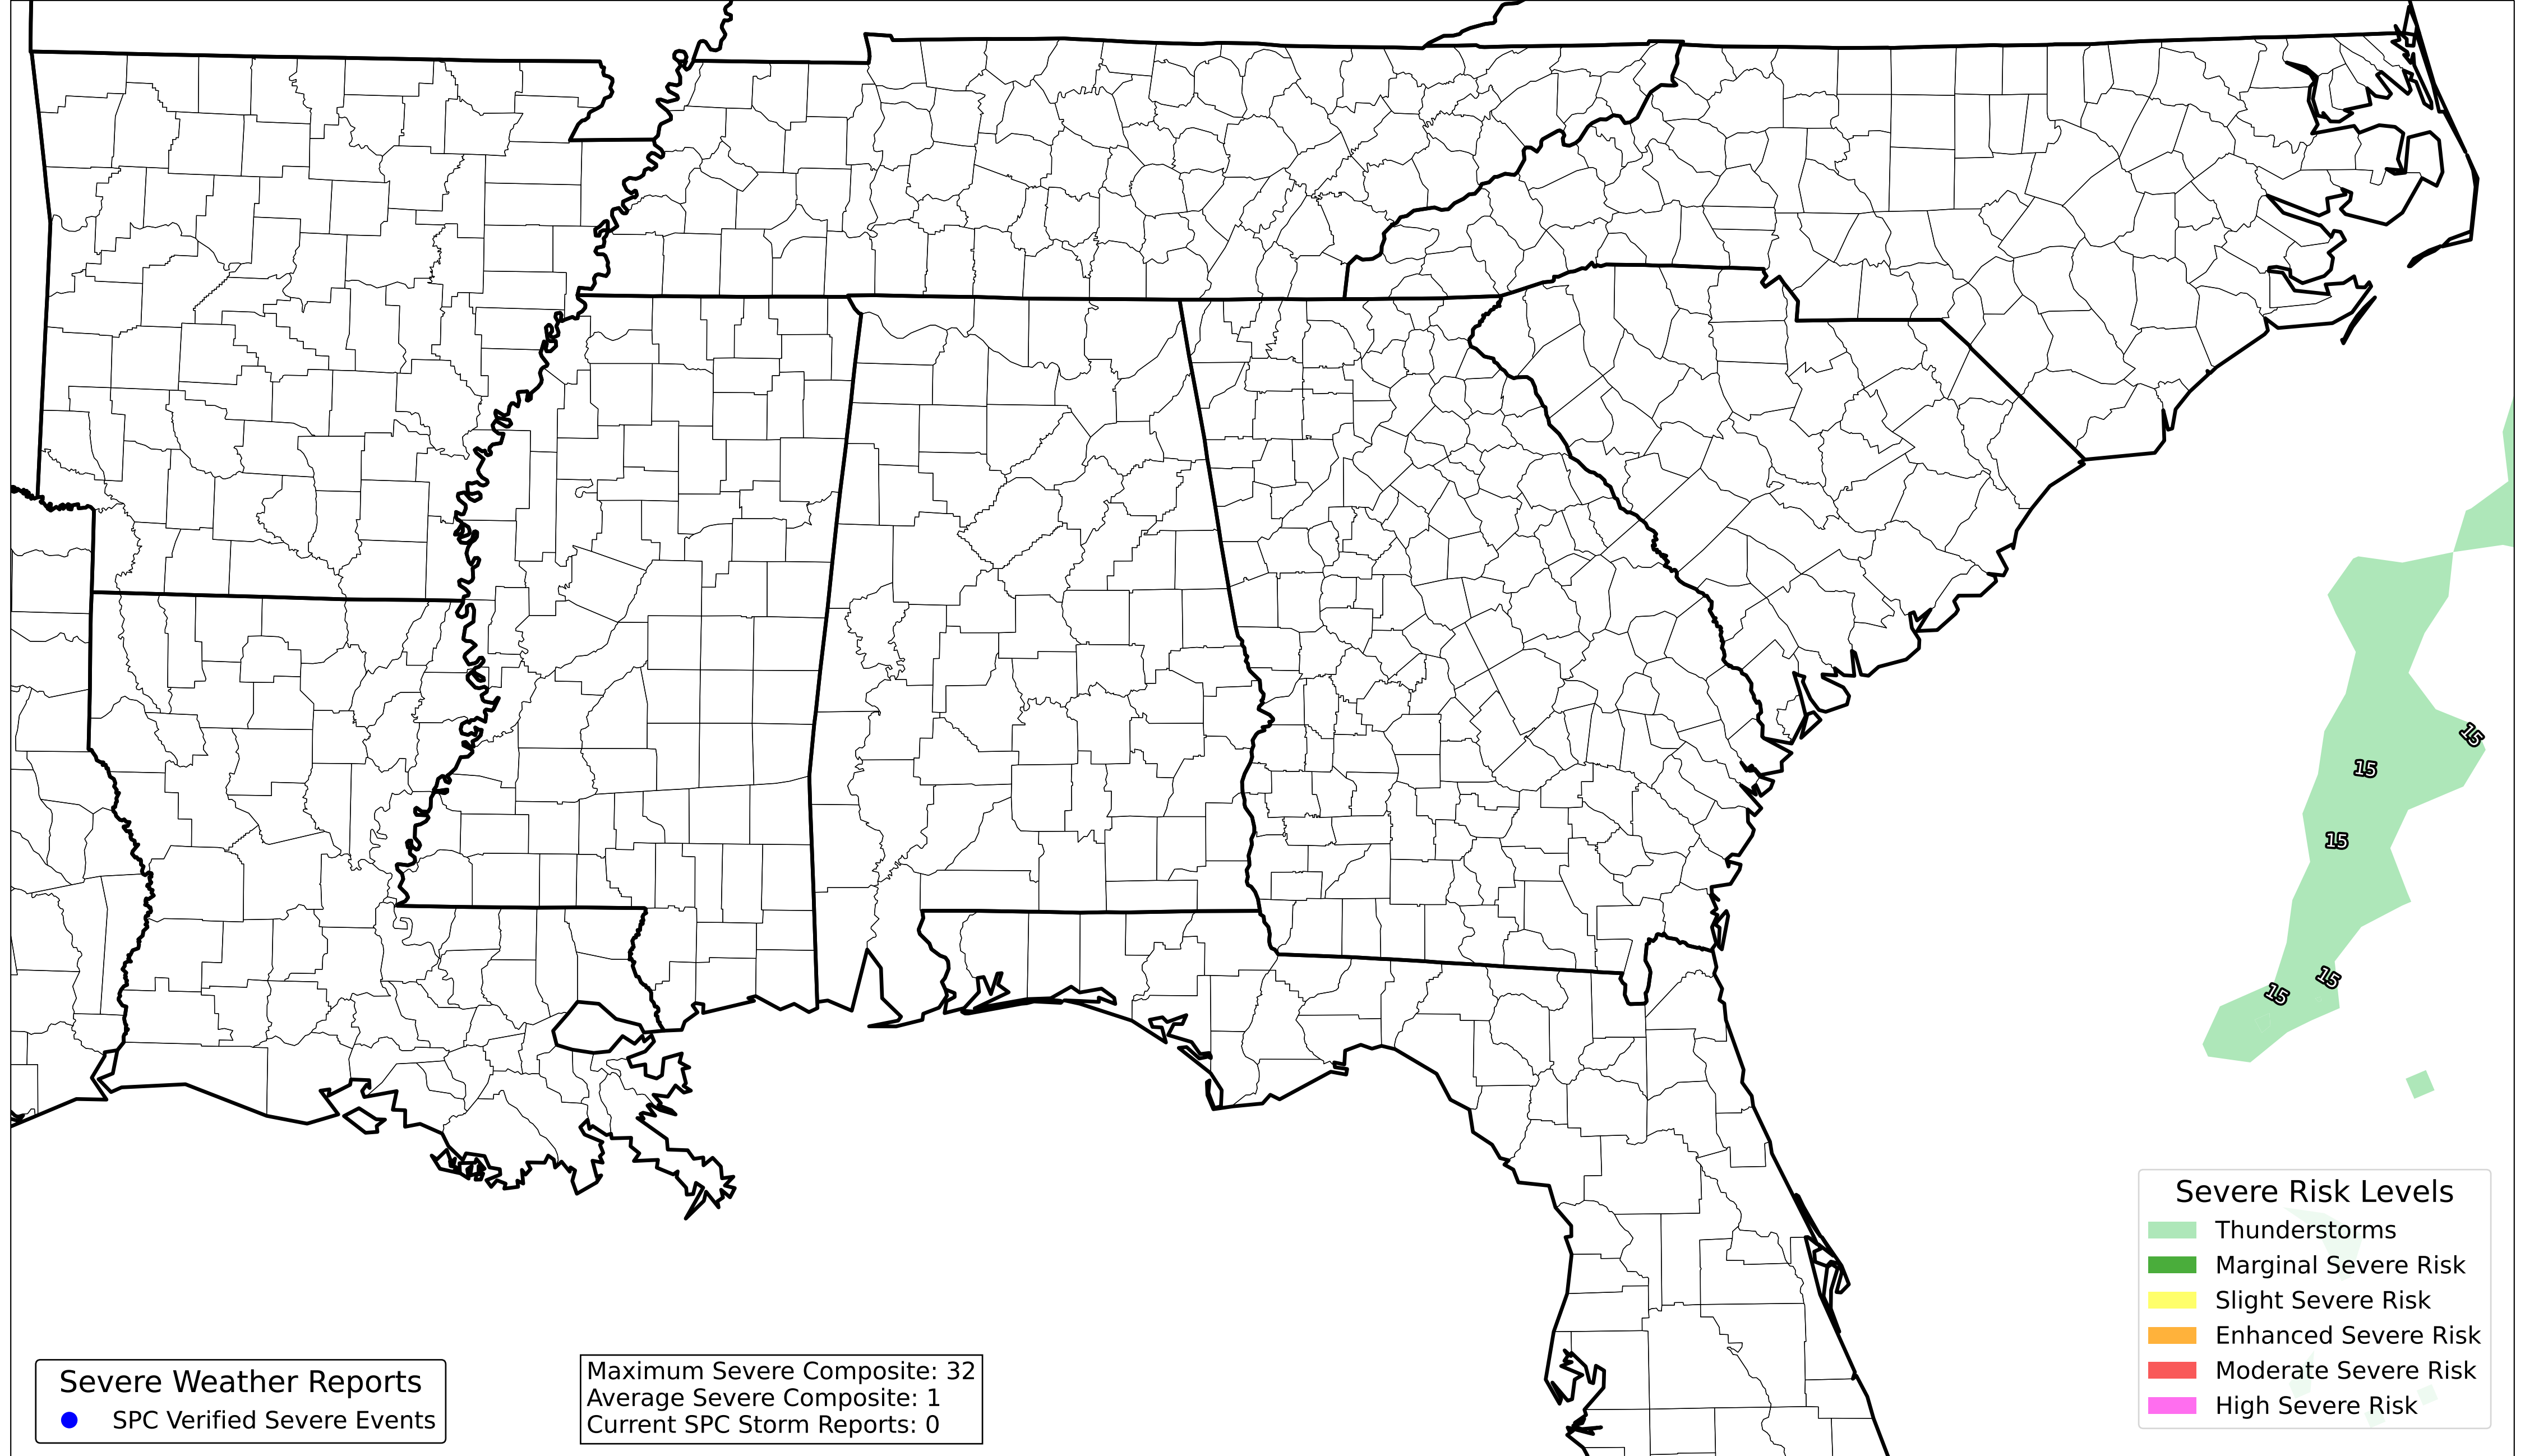 15
15
15
15
15
Severe Risk Levels
Thunderstorms
Marginal Severe Risk
Slight Severe Risk
Enhanced Severe Risk
Moderate Severe Risk
High Severe Risk
Severe Weather Reports
SPC Verified Severe Events
Maximum Severe Composite: 32
Average Severe Composite: 1
Current SPC Storm Reports: 0